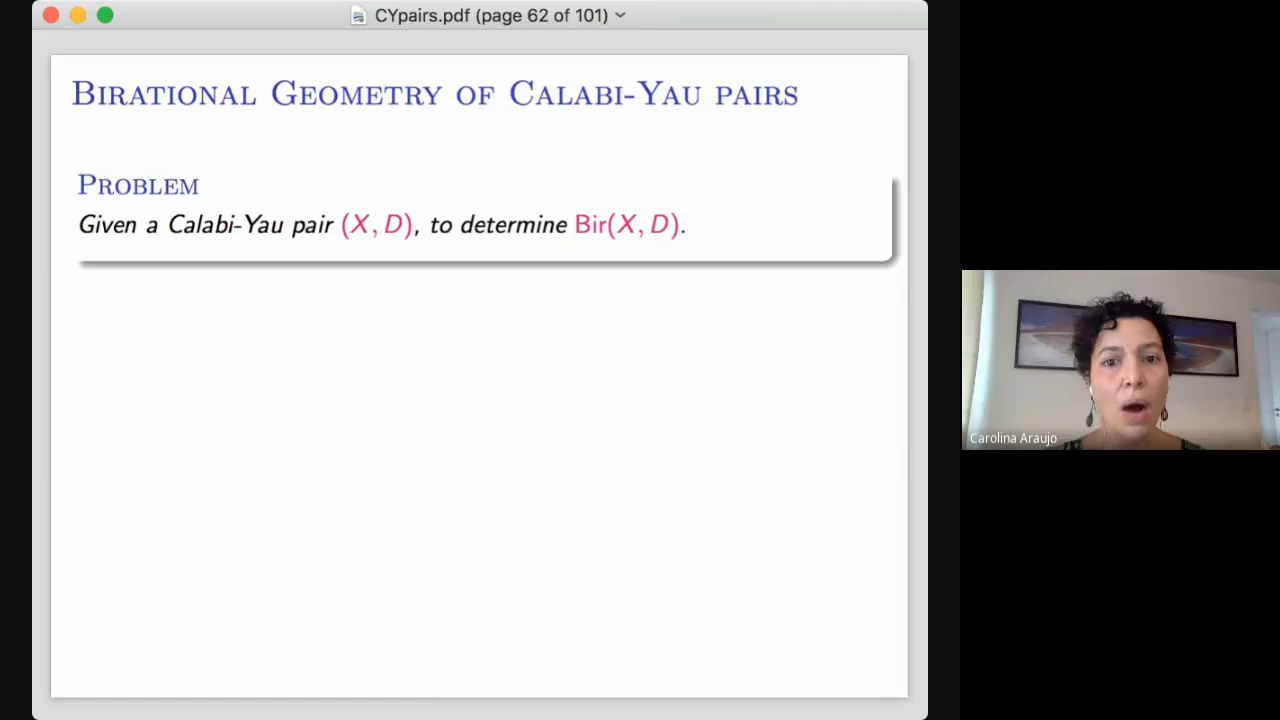 CYpairs.pdf (page 62 of 101)
Birational Geometry of Calabi-Yau pairs
Problem
Given a Calabi-Yau pair (X, D), to determine Bir(X, D).
Carolina Araujo